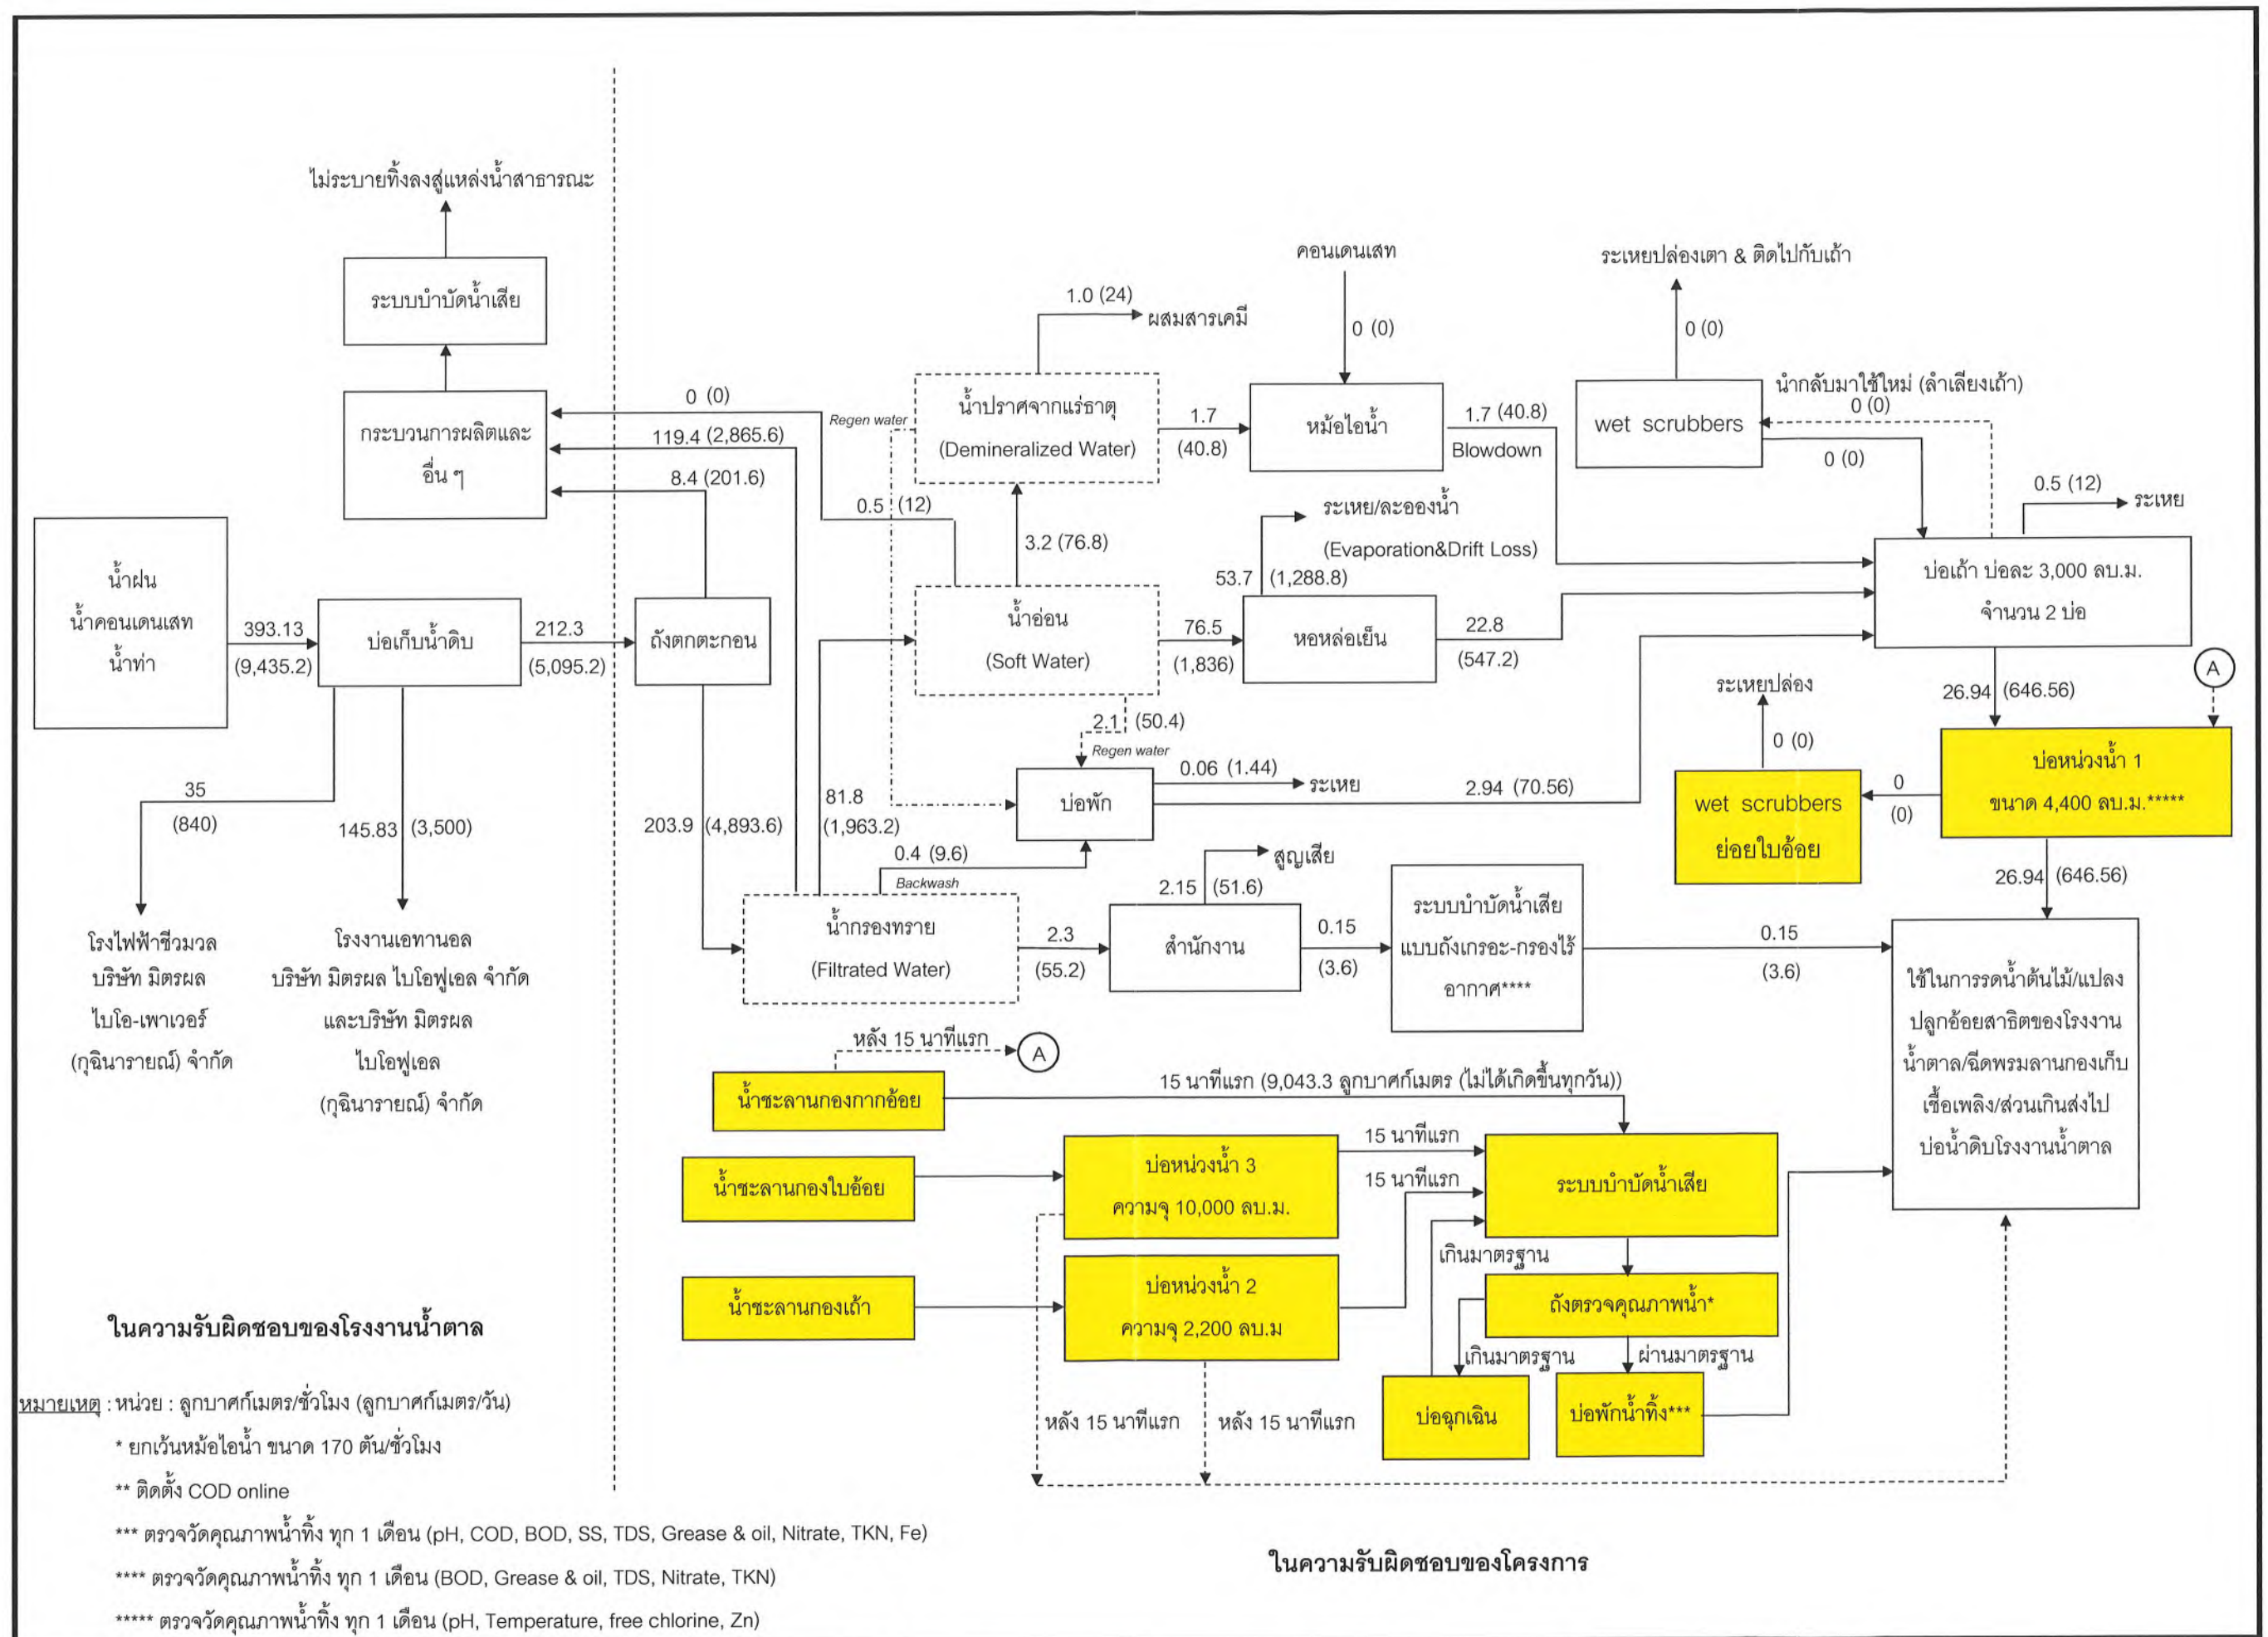 ไม่ระบายทิ้งลงสู่แหล่งน้ำสาธารณะ
ระบบบำบัดน้ำเสีย
กระบวนการผลิตและ
อื่น ๆ
0 (0)
119.4 (2,865.6)
8.4 (201.6)
น้ำฝน
น้ำคอนเดนเสท
น้ำท่า
393.13
(9,435.2)
บ่อเก็บน้ำดิบ
212.3
(5,095.2)
ถังตกตะกอน
35
(840)
145.83 (3,500)
โรงไฟฟ้าชีวมวล
บริษัท มิตรผล
ไบโอ-เพาเวอร์
(กุฉินารายณ์) จำกัด
โรงงานเอทานอล
บริษัท มิตรผล ไบโอฟูเอล จำกัด
และบริษัท มิตรผล
ไบโอฟูเอล
(กุฉินารายณ์) จำกัด
203.9 (4,893.6)
81.8
(1,963.2)
1.0 (24)
ผสมสารเคมี
Regen water
น้ำปราศจากแร่ธาตุ
(Demineralized Water)
0.5 (12)
3.2 (76.8)
น้ำอ่อน
(Soft Water)
2.1 (50.4)
Regen water
คอนเดนเสท
0 (0)
1.7
(40.8)
หม้อไอน้ำ
1.7 (40.8)
Blowdown
ระเหย/ละอองน้ำ
(Evaporation&Drift Loss)
53.7 (1,288.8)
76.5
(1,836)
หอหล่อเย็น
22.8
(547.2)
บ่อพัก
0.06 (1.44)
ระเหย
2.94 (70.56)
0.4 (9.6)
Backwash
น้ำกรองทราย
(Filtrated Water)
2.3
(55.2)
สำนักงาน
2.15 (51.6)
สูญเสีย
0.15
(3.6)
ระบบบำบัดน้ำเสีย
แบบถังเกรอะ-กรองไร้
อากาศ****
0.15
(3.6)
ระเหยปล่องเตา & ติดไปกับเถ้า
0 (0)
wet scrubbers
นำกลับมาใช้ใหม่ (ลำเลียงเถ้า)
0 (0)
0 (0)
0.5 (12)
ระเหย
บ่อเถ้า บ่อละ 3,000 ลบ.ม.
จำนวน 2 บ่อ
26.94 (646.56)
A
ระเหยปล่อง
0 (0)
wet scrubbers
ย่อยใบอ้อย
0
(0)
บ่อหน่วงน้ำ 1
ขนาด 4,400 ลบ.ม.*****
26.94 (646.56)
ใช้ในการรดน้ำต้นไม้/แปลง
ปลูกอ้อยสาธิตของโรงงาน
น้ำตาล/ฉีดพรมลานกองเก็บ
เชื้อเพลิง/ส่วนเกินส่งไป
บ่อน้ำดิบโรงงานน้ำตาล
หลัง 15 นาทีแรก
A
น้ำชะลานกองกากอ้อย
15 นาทีแรก (9,043.3 ลูกบาศก์เมตร (ไม่ได้เกิดขึ้นทุกวัน))
น้ำชะลานกองใบอ้อย
บ่อหน่วงน้ำ 3
ความจุ 10,000 ลบ.ม.
15 นาทีแรก
15 นาทีแรก
ระบบบำบัดน้ำเสีย
น้ำชะลานกองเถ้า
บ่อหน่วงน้ำ 2
ความจุ 2,200 ลบ.ม
เกินมาตรฐาน
ถังตรวจคุณภาพน้ำ*
เกินมาตรฐาน
ผ่านมาตรฐาน
บ่อฉุกเฉิน
บ่อพักน้ำทิ้ง***
หลัง 15 นาทีแรก
หลัง 15 นาทีแรก
ในความรับผิดชอบของโรงงานน้ำตาล
ในความรับผิดชอบของโครงการ
หมายเหตุ : หน่วย : ลูกบาศก์เมตร/ชั่วโมง (ลูกบาศก์เมตร/วัน)
* ยกเว้นหม้อไอน้ำ ขนาด 170 ตัน/ชั่วโมง
** ติดตั้ง COD online
*** ตรวจวัดคุณภาพน้ำทิ้ง ทุก 1 เดือน (pH, COD, BOD, SS, TDS, Grease & oil, Nitrate, TKN, Fe)
**** ตรวจวัดคุณภาพน้ำทิ้ง ทุก 1 เดือน (BOD, Grease & oil, TDS, Nitrate, TKN)
***** ตรวจวัดคุณภาพน้ำทิ้ง ทุก 1 เดือน (pH, Temperature, free chlorine, Zn)